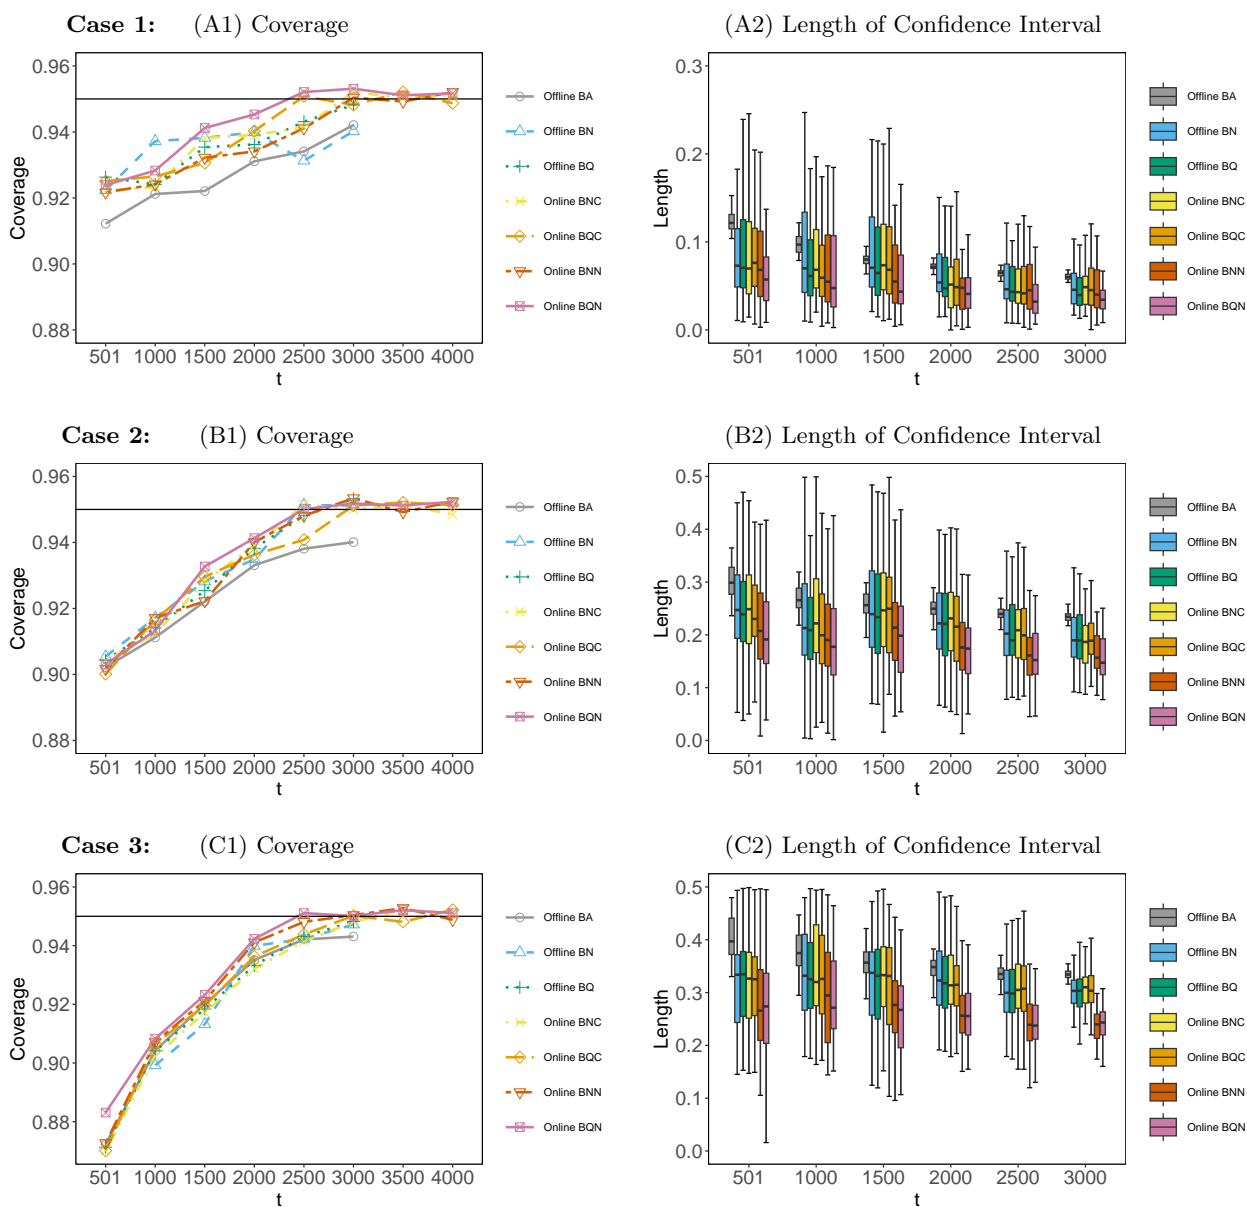 Case 1: (A1) Coverage
0.96
0.94
0.92
0.90
0.88
Coverage
501 1000 1500 2000 2500 3000 3500 4000
t
Offline BA
Offline BN
Offline BQ
Online BNC
Online BQC
Online BNN
Online BQN
(A2) Length of Confidence Interval
0.3
0.2
0.1
0.0
Length
501 1000 1500 2000 2500 3000
t
Offline BA
Offline BN
Offline BQ
Online BNC
Online BQC
Online BNN
Online BQN
Case 2: (B1) Coverage
0.96
0.94
0.92
0.90
0.88
Coverage
501 1000 1500 2000 2500 3000 3500 4000
t
Offline BA
Offline BN
Offline BQ
Online BNC
Online BQC
Online BNN
Online BQN
(B2) Length of Confidence Interval
0.5
0.4
0.3
0.2
0.1
0.0
Length
501 1000 1500 2000 2500 3000
t
Offline BA
Offline BN
Offline BQ
Online BNC
Online BQC
Online BNN
Online BQN
Case 3: (C1) Coverage
0.96
0.94
0.92
0.90
0.88
Coverage
501 1000 1500 2000 2500 3000 3500 4000
t
Offline BA
Offline BN
Offline BQ
Online BNC
Online BQC
Online BNN
Online BQN
(C2) Length of Confidence Interval
0.5
0.4
0.3
0.2
0.1
0.0
Length
501 1000 1500 2000 2500 3000
t
Offline BA
Offline BN
Offline BQ
Online BNC
Online BQC
Online BNN
Online BQN